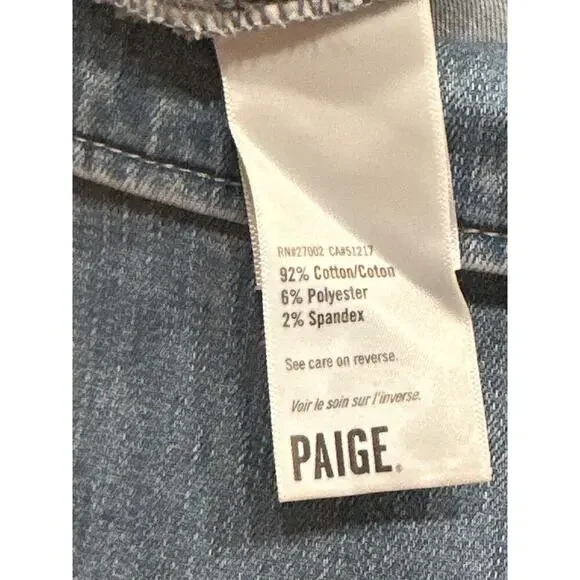 RN#27002 CA#51217
92% Cotton/Coton
6% Polyester
2% Spandex
See care on reverse.
Voir le soin sur l'inverse.
PAIGE®